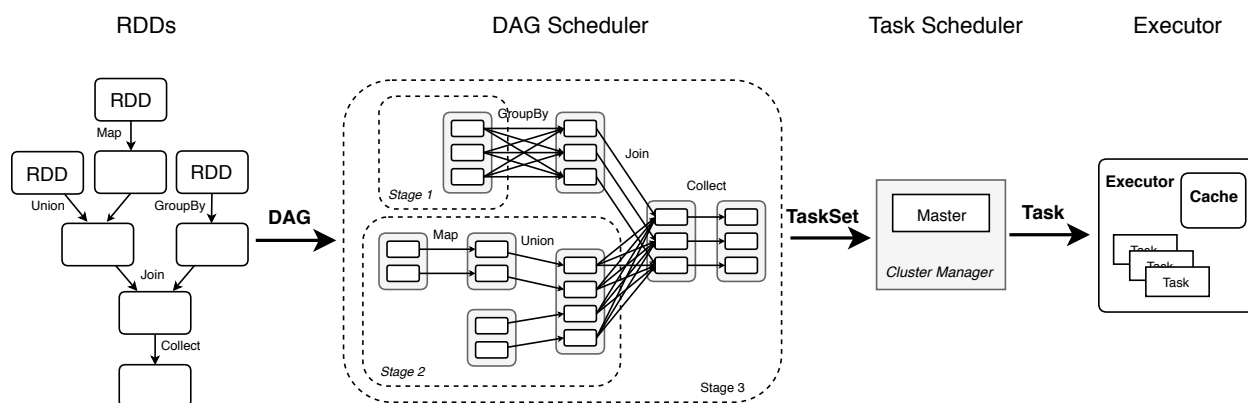 RDDs
DAG Scheduler
Task Scheduler
Executor
RDD
Map
RDD
RDD
Union
GroupBy
Join
Collect
DAG
GroupBy
Stage 1
Join
Collect
Map
Union
Stage 2
Stage 3
TaskSet
Master
Cluster Manager
Task
Executor
Cache
Task
Task
Task